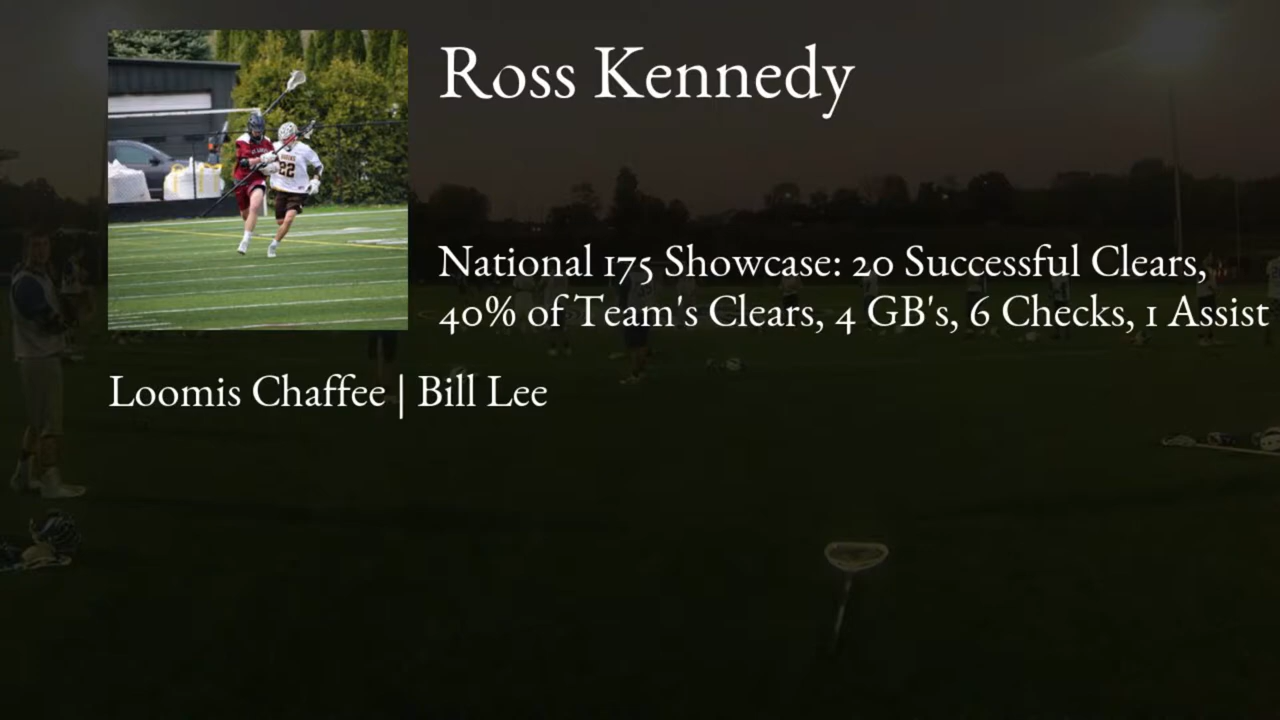 Ross Kennedy
National 175 Showcase: 20 Successful Clears,
40% of Team's Clears, 4 GB's, 6 Checks, 1 Assist
Loomis Chaffee | Bill Lee
22